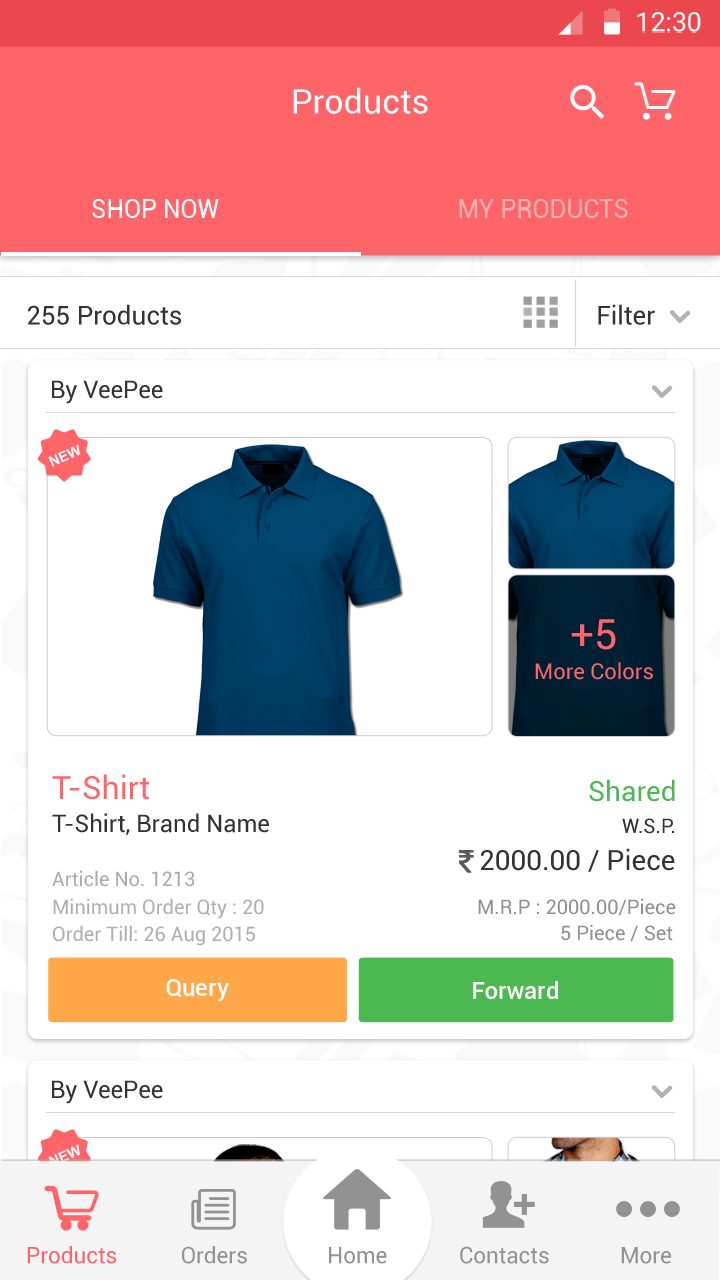 12:30
Products
SHOP NOW
MY PRODUCTS
255 Products
Filter
By VeePee
NEW
+5
More Colors
T-Shirt
Shared
T-Shirt, Brand Name
W.S.P.
₹ 2000.00 / Piece
Article No. 1213
Minimum Order Qty : 20
M.R.P : 2000.00/Piece
Order Till: 26 Aug 2015
5 Piece / Set
Query
Forward
By VeePee
NEW
Products
Orders
Home
Contacts
More